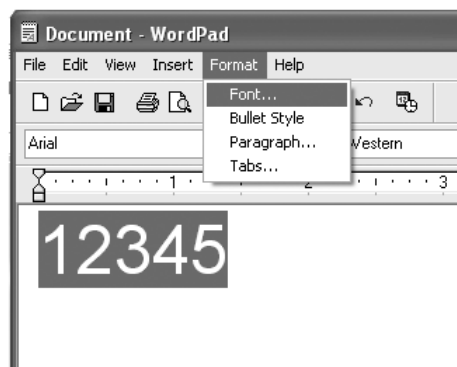 Document - WordPad
File Edit View Insert Format Help
Font...
Bullet Style
Paragraph...
Tabs...
Arial
Western
1 2 3
12345